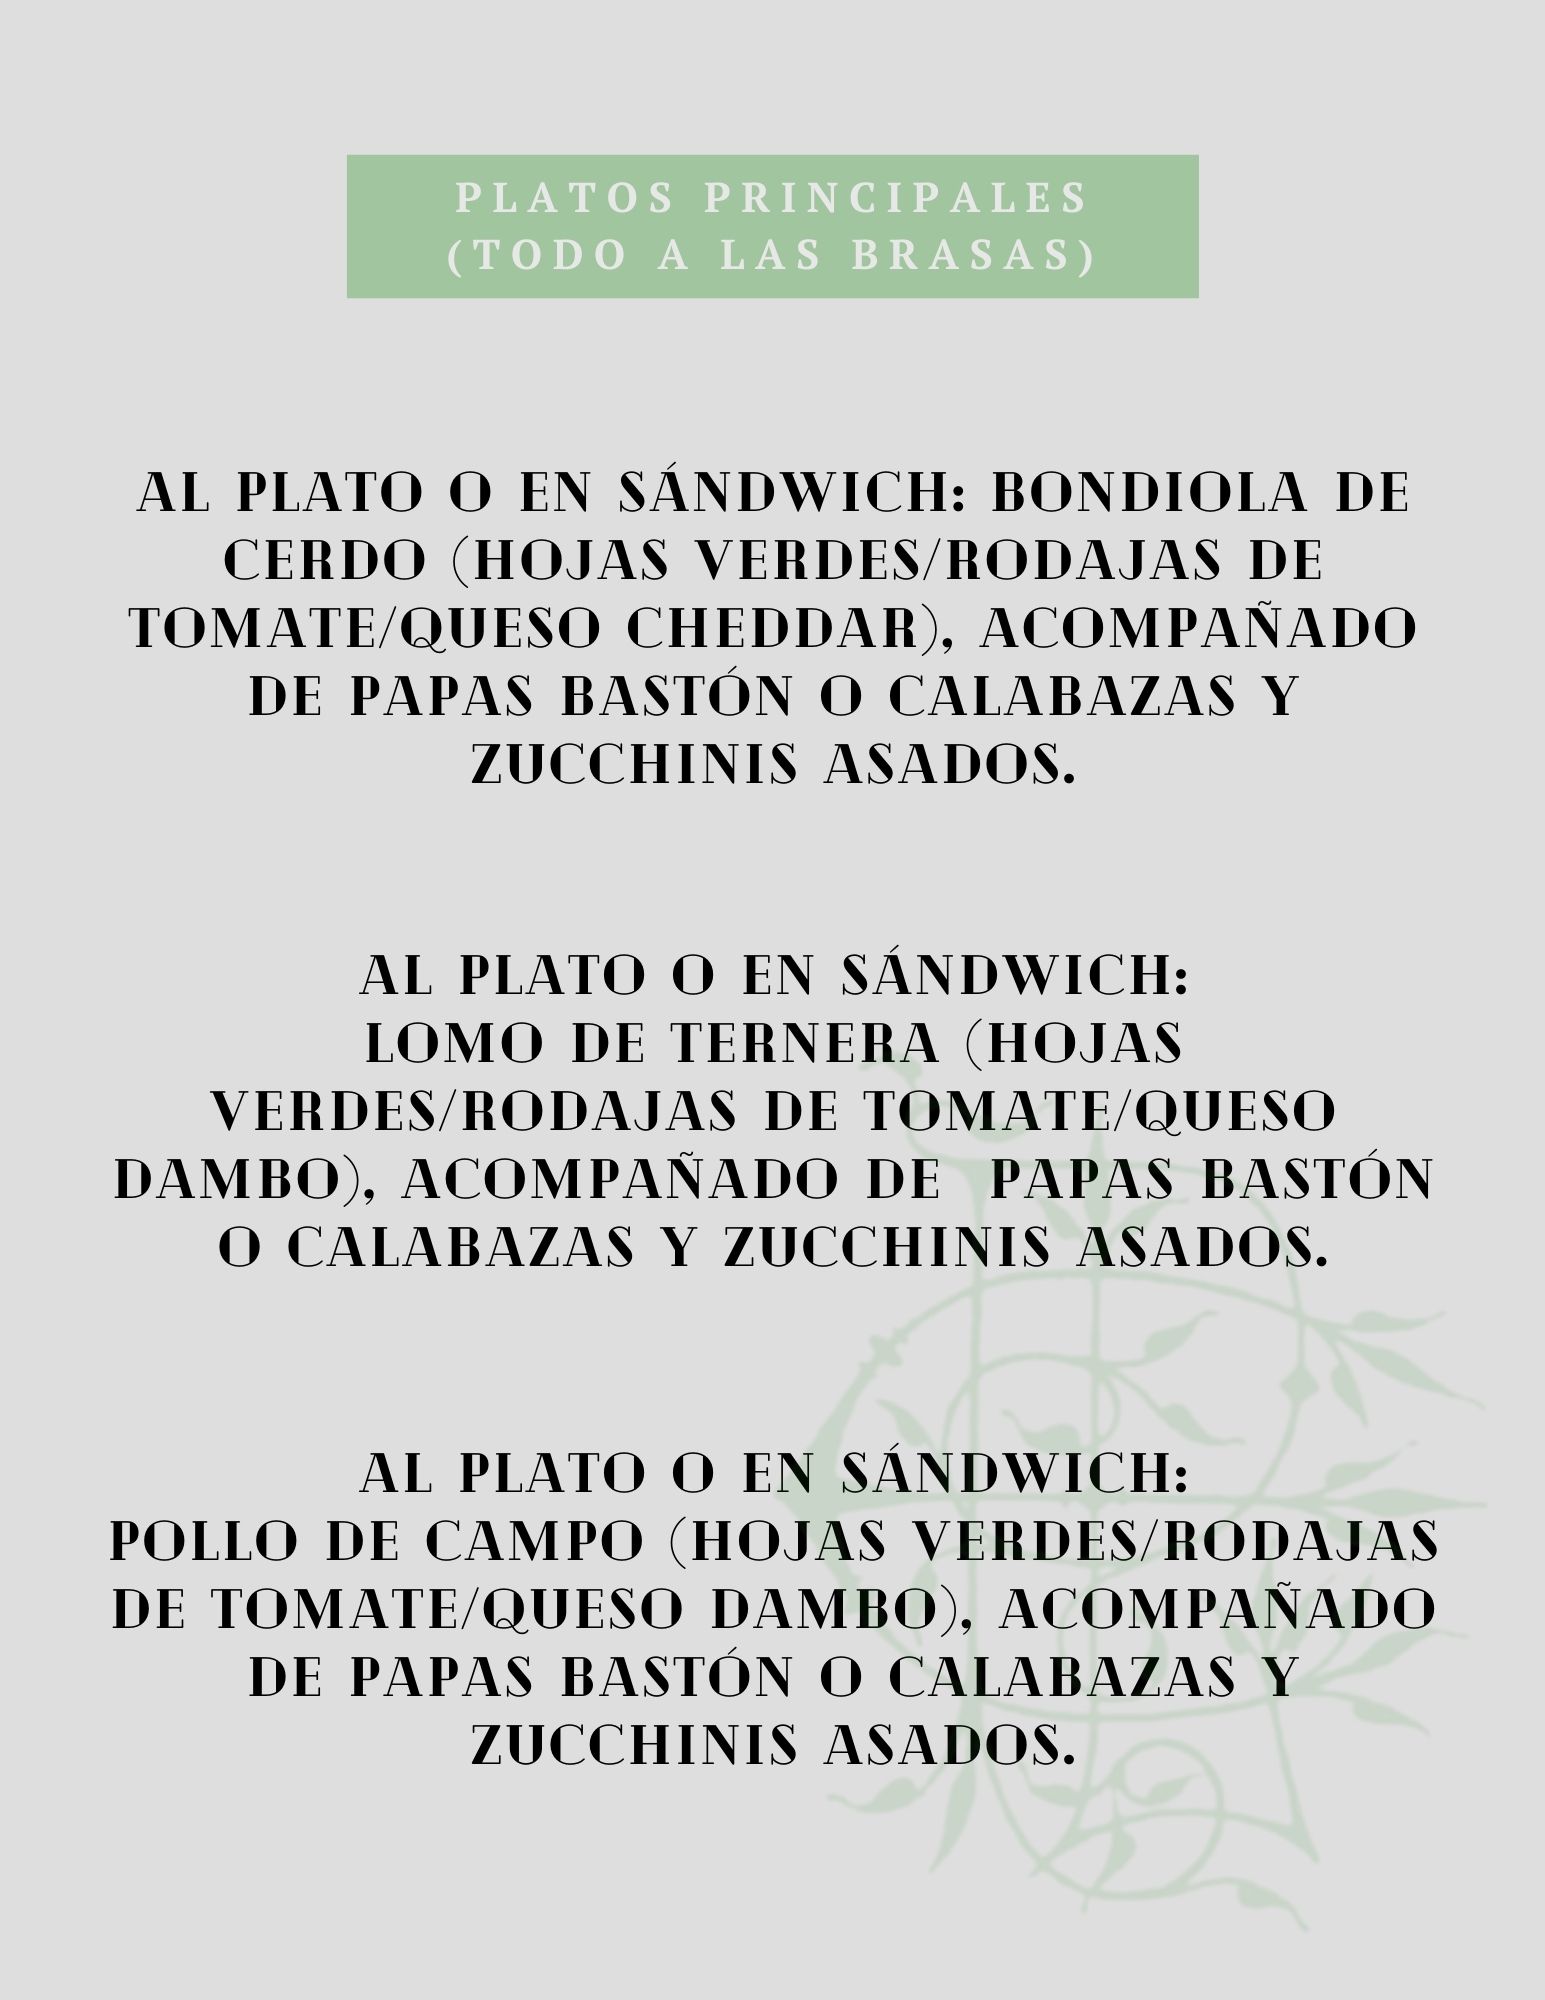 PLATOS PRINCIPALES
(TODO A LAS BRASAS)
AL PLATO O EN SÁNDWICH: BONDIOLA DE
CERDO (HOJAS VERDES/RODAJAS DE
TOMATE/QUESO CHEDDAR), ACOMPAÑADO
DE PAPAS BASTÓN O CALABAZAS Y
ZUCCHINIS ASADOS.
AL PLATO O EN SÁNDWICH:
LOMO DE TERNERA (HOJAS
VERDES/RODAJAS DE TOMATE/QUESO
DAMBO), ACOMPAÑADO DE  PAPAS BASTÓN
O CALABAZAS Y ZUCCHINIS ASADOS.
AL PLATO O EN SÁNDWICH:
POLLO DE CAMPO (HOJAS VERDES/RODAJAS
DE TOMATE/QUESO DAMBO), ACOMPAÑADO
DE PAPAS BASTÓN O CALABAZAS Y
ZUCCHINIS ASADOS.